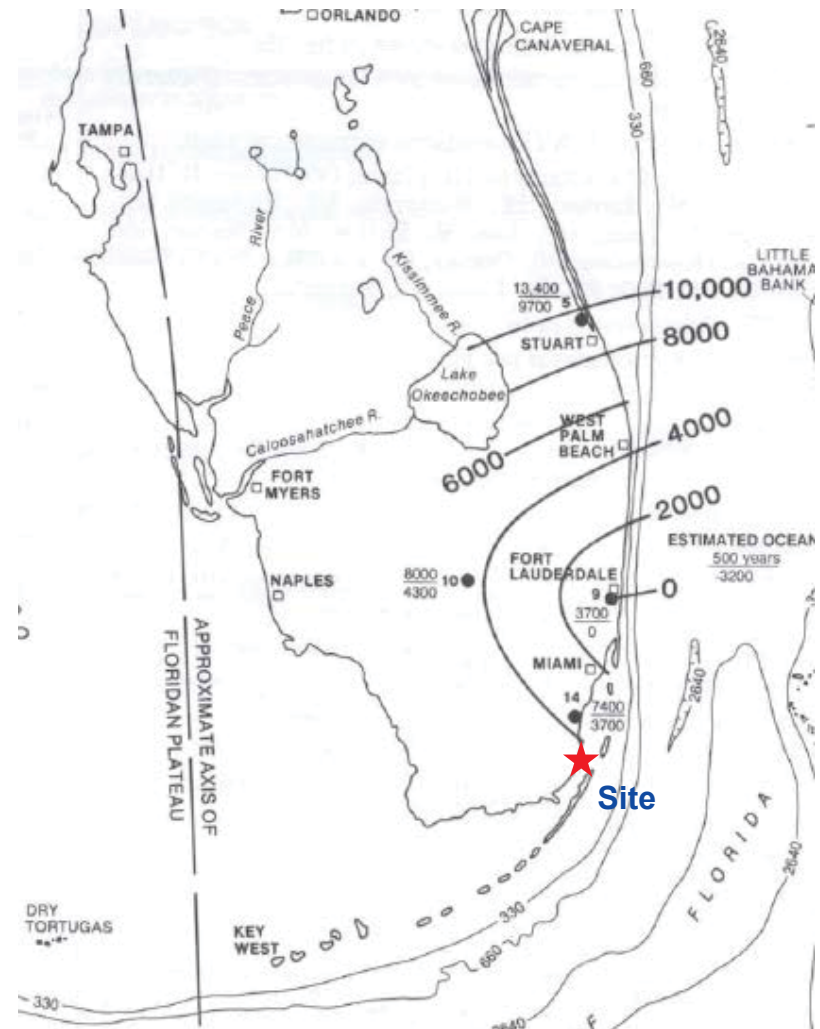 ORLANDO
CAPE
CANAVERAL
2640
660
330
TAMPA
Peace
River
Kissimmee R.
13,400
9700
5
10,000
LITTLE
BAHAMA
BANK
STUART
8000
Lake
Okeechobee
Caloosahatchee R.
WEST
PALM
BEACH
4000
6000
FORT
MYERS
2000
ESTIMATED OCEAN
500 years
-3200
8000
4300
10
FORT
LAUDERDALE
9
3700
0
0
NAPLES
APPROXIMATE AXIS OF
FLORIDAN PLATEAU
MIAMI
14
7400
3700
2640
Site
FLORIDA
2640
DRY
TORTUGAS
KEY
WEST
330
660
330
2640
F